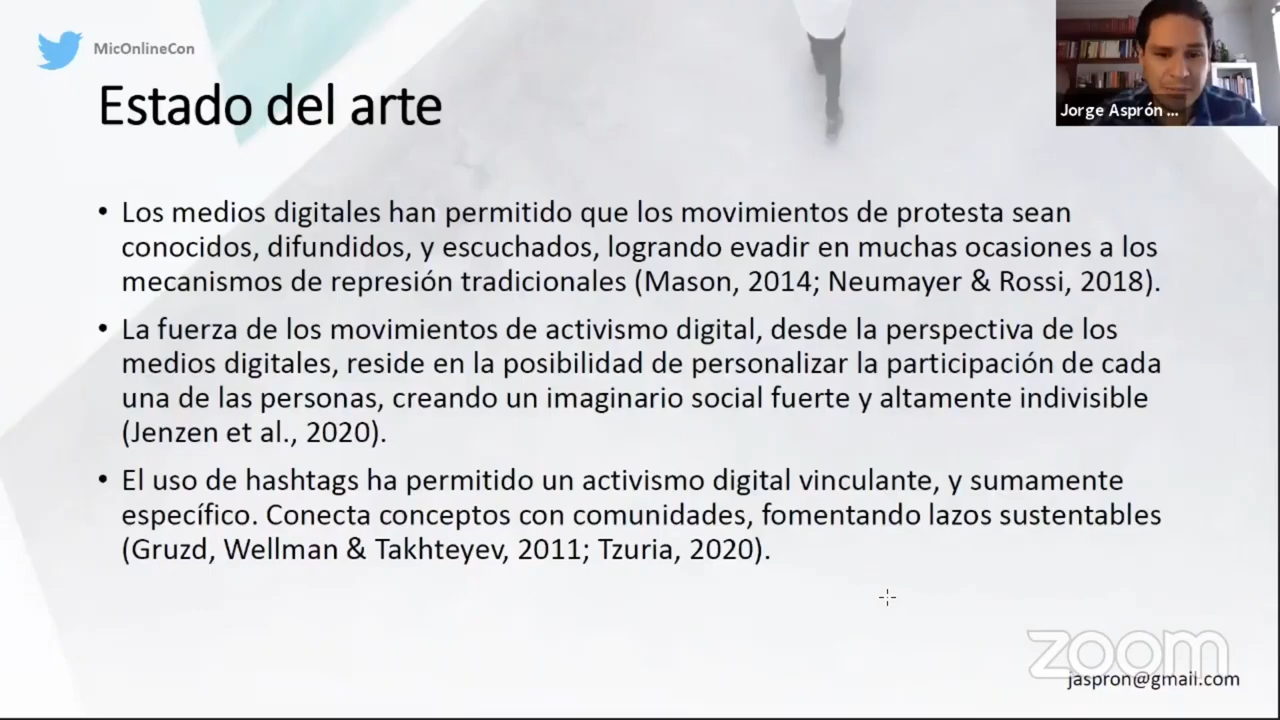 MicOnlineCon
Estado del arte
Jorge Asprón ...
• Los medios digitales han permitido que los movimientos de protesta sean
conocidos, difundidos, y escuchados, logrando evadir en muchas ocasiones a los
mecanismos de represión tradicionales (Mason, 2014; Neumayer & Rossi, 2018).
• La fuerza de los movimientos de activismo digital, desde la perspectiva de los
medios digitales, reside en la posibilidad de personalizar la participación de cada
una de las personas, creando un imaginario social fuerte y altamente indivisible
(Jenzen et al., 2020).
• El uso de hashtags ha permitido un activismo digital vinculante, y sumamente
específico. Conecta conceptos con comunidades, fomentando lazos sustentables
(Gruzd, Wellman & Takhteyev, 2011; Tzuria, 2020).
zoom
jaspron@gmail.com